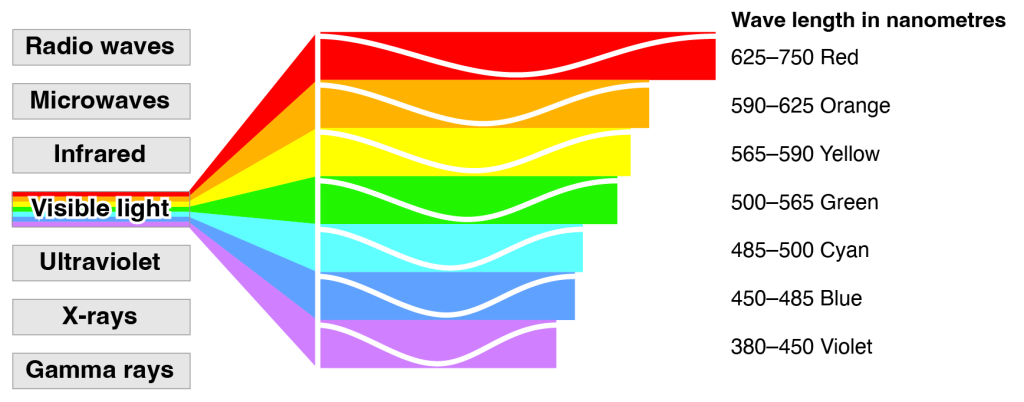 Radio waves
Microwaves
Infrared
Visible light
Ultraviolet
X-rays
Gamma rays
Wave length in nanometres
625–750 Red
590–625 Orange
565–590 Yellow
500–565 Green
485–500 Cyan
450–485 Blue
380–450 Violet